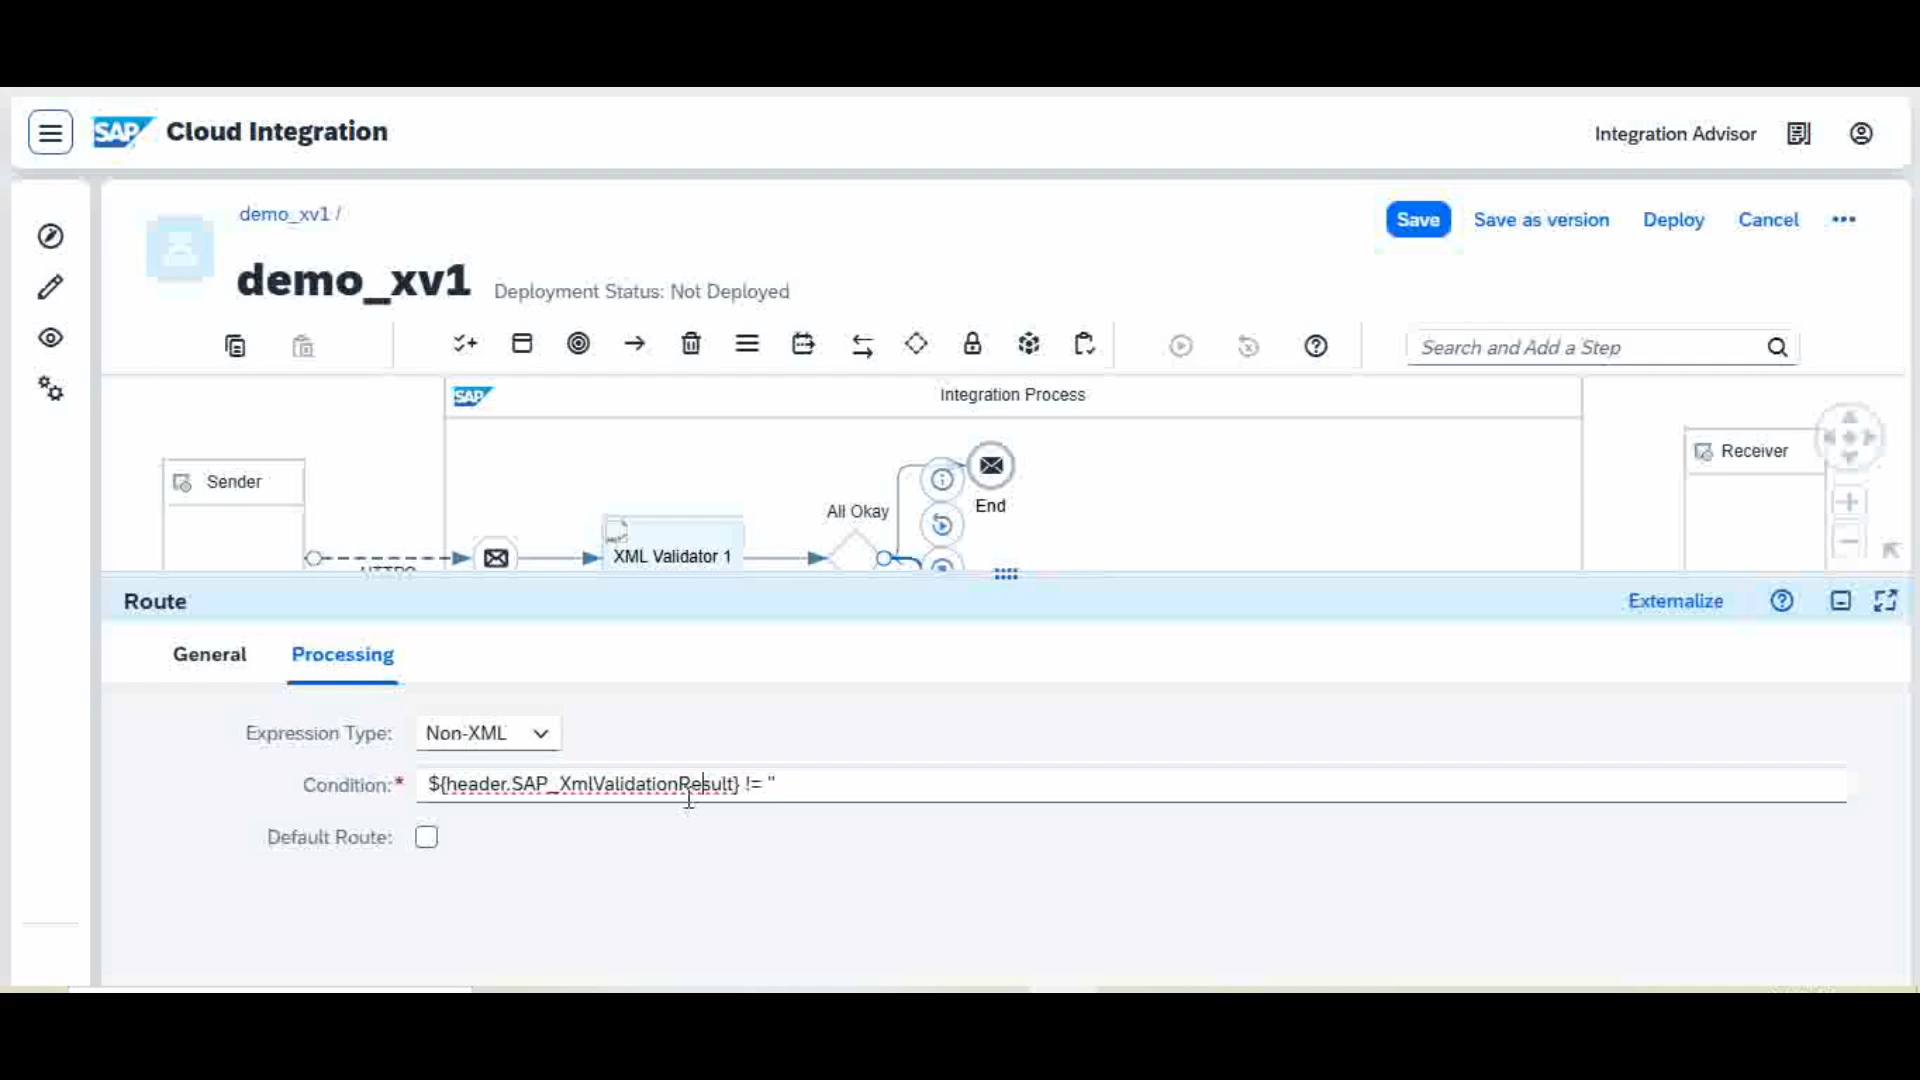 SAP Cloud Integration
Integration Advisor
demo_xv1 /
Save
Save as version
Deploy
Cancel
demo_xv1
Deployment Status: Not Deployed
Search and Add a Step
SAP
Integration Process
Sender
Receiver
End
All Okay
XML Validator 1
Route
Externalize
General
Processing
Expression Type:
Non-XML
Condition:*
${header.SAP_XmlValidationResult} != ''
Default Route: